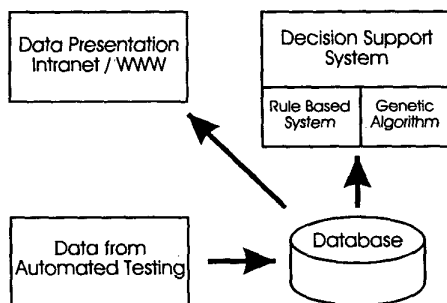 Data Presentation
Intranet / WWW
Decision Support
System
Rule Based
System
Genetic
Algorithm
Data from
Automated Testing
Database